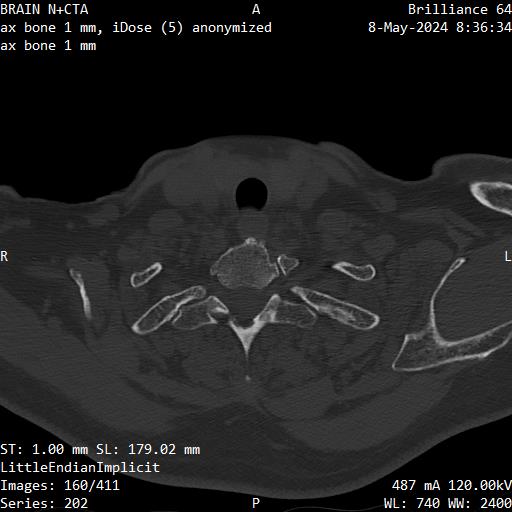 BRAIN N+CTA
A
Brilliance 64
ax bone 1 mm, iDose (5) anonymized
8-May-2024 8:36:34
ax bone 1 mm
R
L
ST: 1.00 mm SL: 179.02 mm
LittleEndianImplicit
Images: 160/411
487 mA 120.00kV
Series: 202
P
WL: 740 WW: 2400